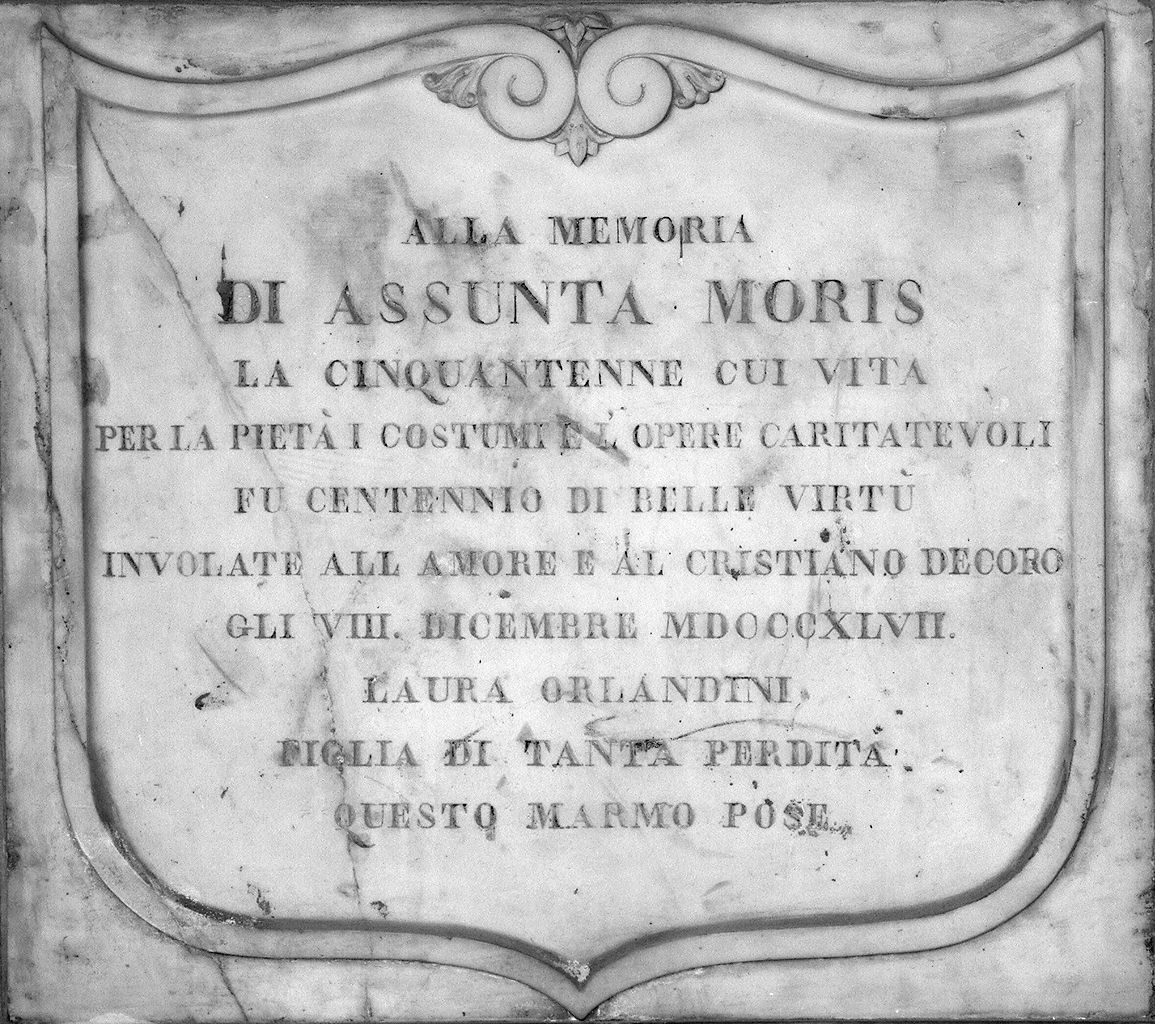 ALLA MEMORIA
DI ASSUNTA MORIS
LA CINQUANTENNE CUI VITA
PER LA PIETÀ I COSTUMI E L OPERE CARITATEVOLI
FU CENTENNIO DI BELLE VIRTÙ
INVOLATE ALL AMORE E AL CRISTIANO DECORO
GLI VIII. DICEMBRE MDCCCXLVII.
LAURA ORLANDINI,
FIGLIA DI TANTA PERDITA
QUESTO MARMO POSE